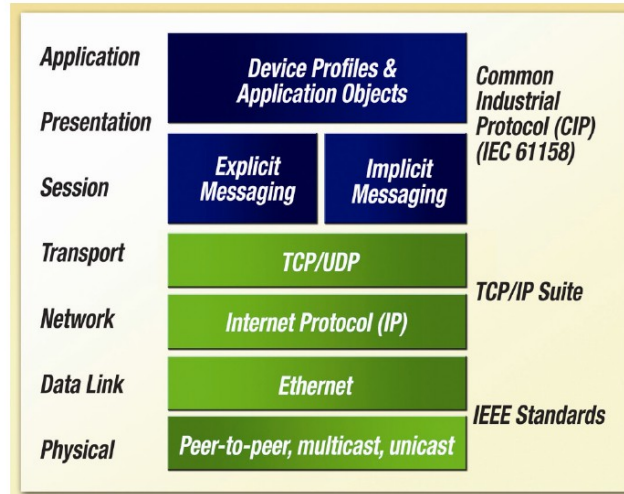 Application
Presentation
Session
Transport
Network
Data Link
Physical
Device Profiles &
Application Objects
Explicit
Messaging
Implicit
Messaging
TCP/UDP
Internet Protocol (IP)
Ethernet
Peer-to-peer, multicast, unicast
Common
Industrial
Protocol (CIP)
(IEC 61158)
TCP/IP Suite
IEEE Standards